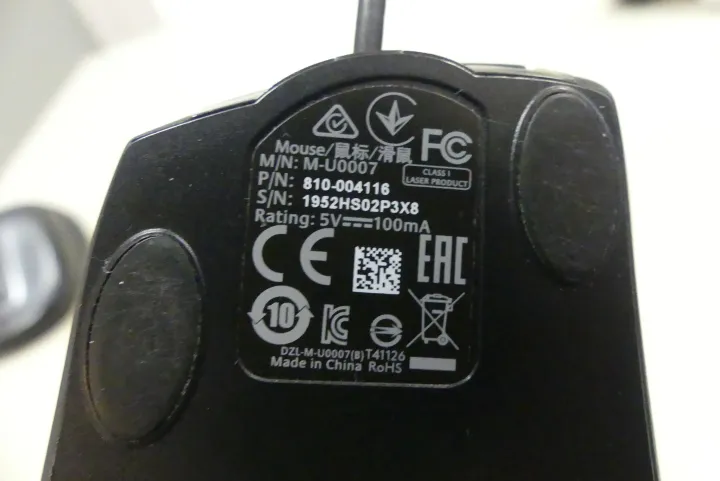 FC
Mouse/鼠标/滑鼠
M/N: M-U0007
CLASS 1
LASER PRODUCT
P/N: 810-004116
S/N: 1952HS02P3X8
Rating: 5V⎓100mA
CE
EAC
10
DZL-M-U0007(B) T41126
Made in China RoHS